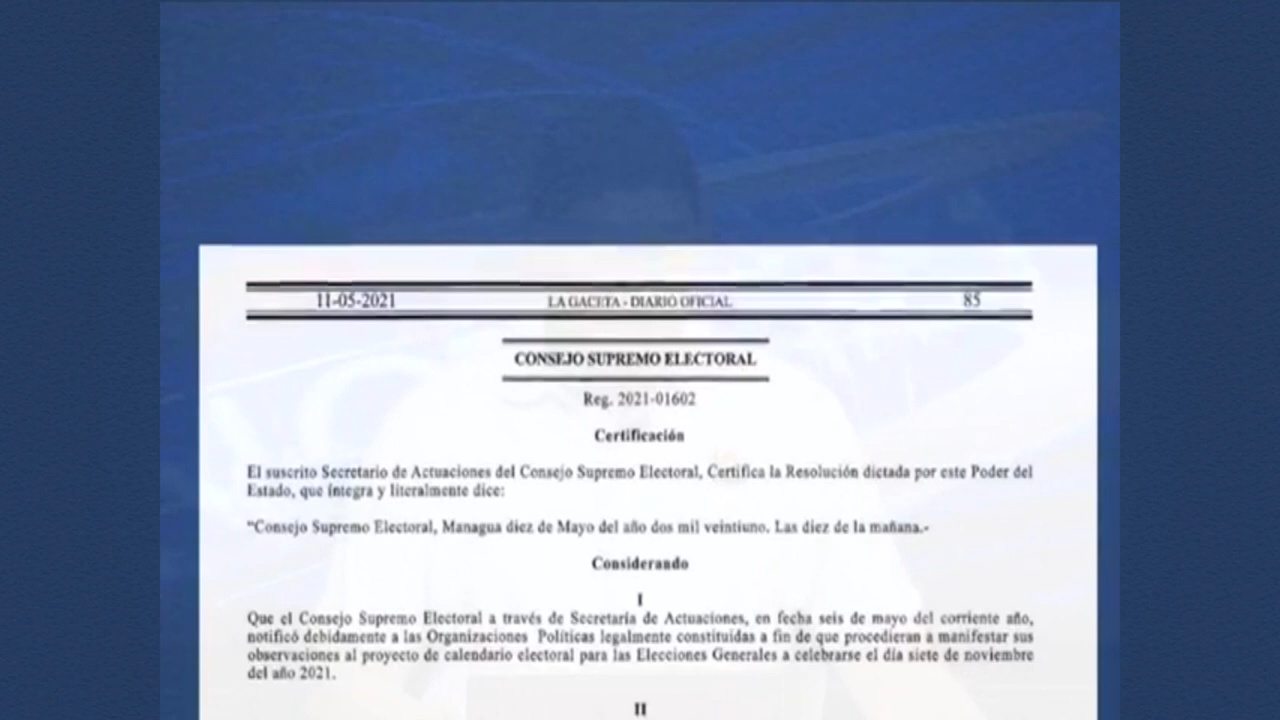 11-05-2021 LA GACETA - DIARIO OFICIAL 85
CONSEJO SUPREMO ELECTORAL
Reg. 2021-01602
Certificación
El suscrito Secretario de Actuaciones del Consejo Supremo Electoral, Certifica la Resolución dictada por este Poder del
Estado, que íntegra y literalmente dice:
"Consejo Supremo Electoral, Managua diez de Mayo del año dos mil veintiuno. Las diez de la mañana.-
Considerando
I
Que el Consejo Supremo Electoral a través de Secretaría de Actuaciones, en fecha seis de mayo del corriente año,
notificó debidamente a las Organizaciones Políticas legalmente constituidas a fin de que procedieran a manifestar sus
observaciones al proyecto de calendario electoral para las Elecciones Generales a celebrarse el día siete de noviembre
del año 2021.
II